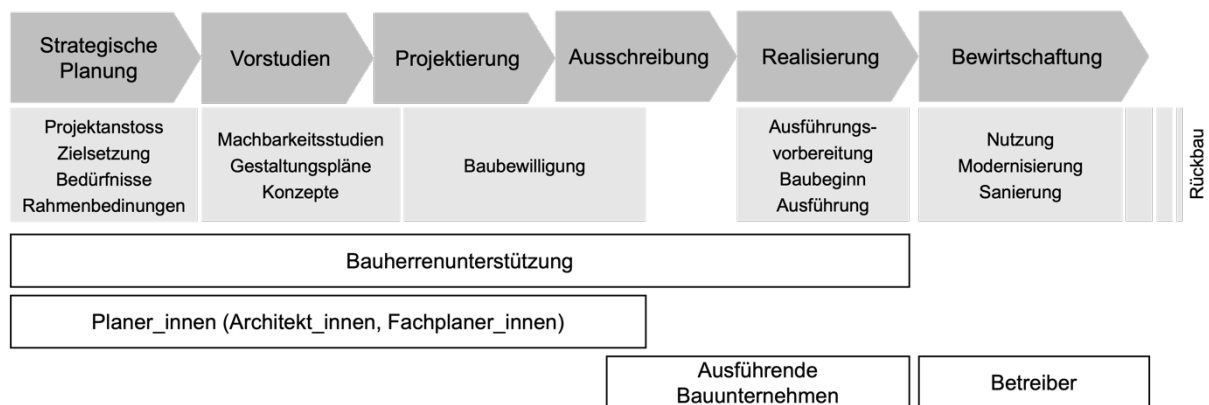 Strategische
Planung
Vorstudien
Projektierung
Ausschreibung
Realisierung
Bewirtschaftung
Projektanstoss
Zielsetzung
Bedürfnisse
Rahmenbedinungen
Machbarkeitsstudien
Gestaltungspläne
Konzepte
Baubewilligung
Ausführungs-
vorbereitung
Baubeginn
Ausführung
Nutzung
Modernisierung
Sanierung
Rückbau
Bauherrenunterstützung
Planer_innen (Architekt_innen, Fachplaner_innen)
Ausführende
Bauunternehmen
Betreiber